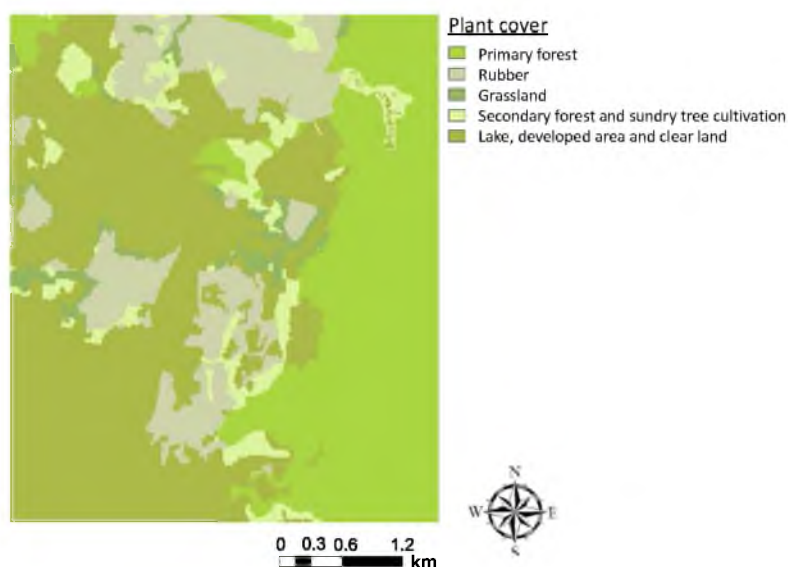 Plant cover
Primary forest
Rubber
Grassland
Secondary forest and sundry tree cultivation
Lake, developed area and clear land
N
W E
S
0 0.3 0.6 1.2
km